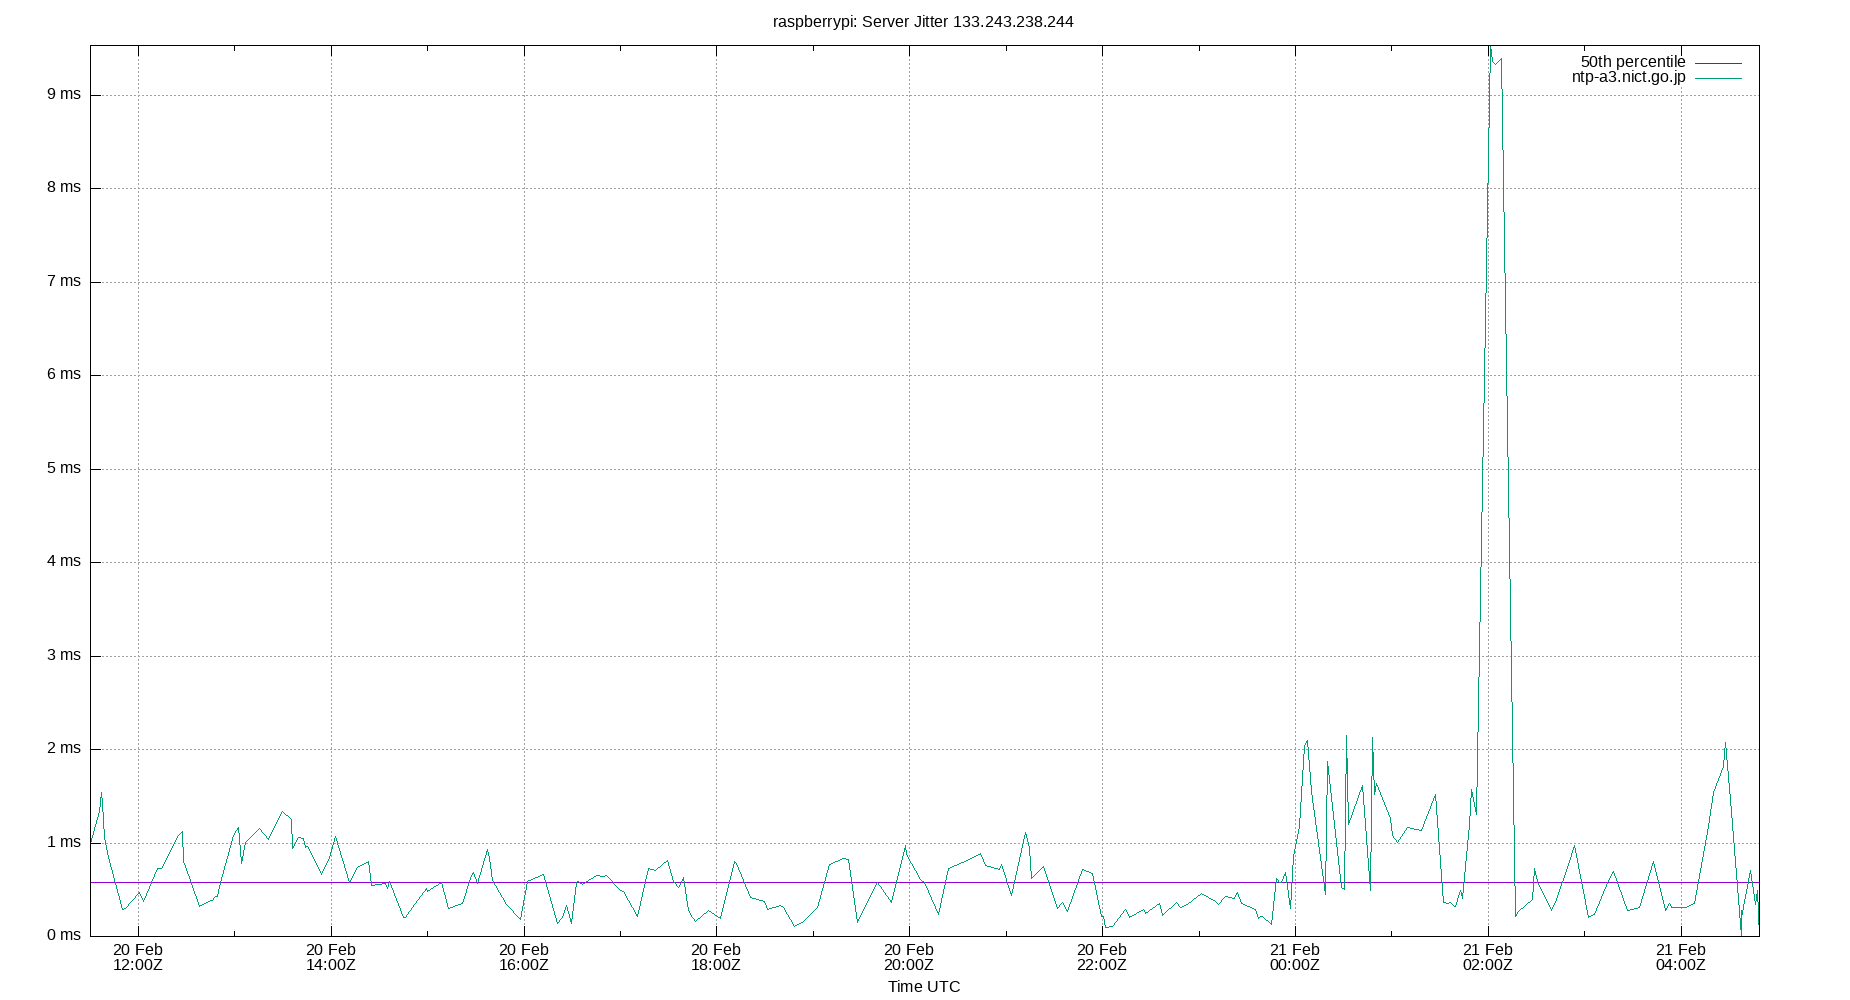 raspberrypi: Server Jitter 133.243.238.244
50th percentile
ntp-a3.nict.go.jp
9 ms
8 ms
7 ms
6 ms
5 ms
4 ms
3 ms
2 ms
1 ms
0 ms
20 Feb 20 Feb 20 Feb 20 Feb 20 Feb 20 Feb 21 Feb 21 Feb 21 Feb
12:00Z 14:00Z 16:00Z 18:00Z 20:00Z 22:00Z 00:00Z 02:00Z 04:00Z
Time UTC